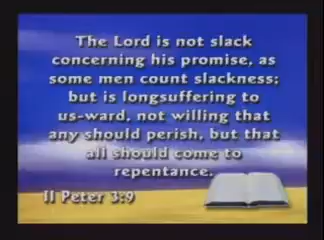 The Lord is not slack
concerning his promise, as
some men count slackness;
but is longsuffering to
us-ward, not willing that
any should perish, but that
all should come to
repentance.
II Peter 3:9